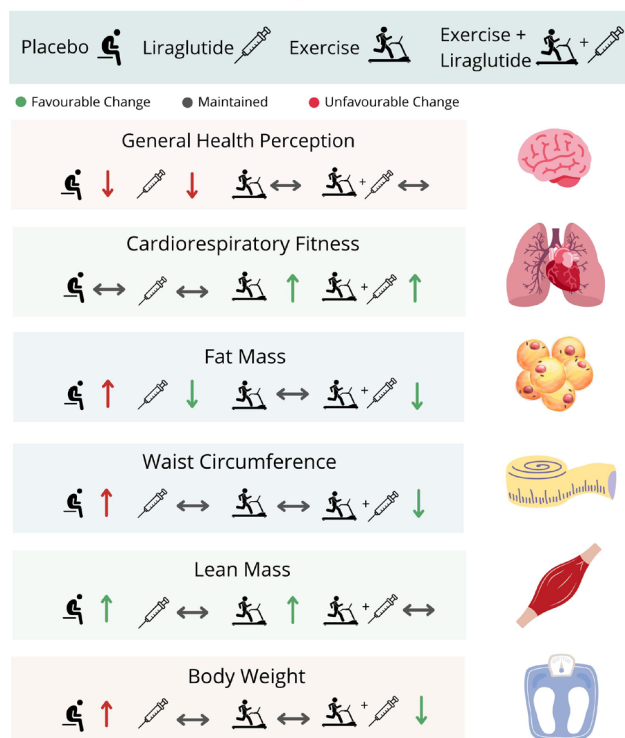 Placebo
Liraglutide
Exercise
Exercise +
Liraglutide
+
Favourable Change
Maintained
Unfavourable Change
General Health Perception
+
Cardiorespiratory Fitness
+
Fat Mass
+
Waist Circumference
+
Lean Mass
+
Body Weight
+